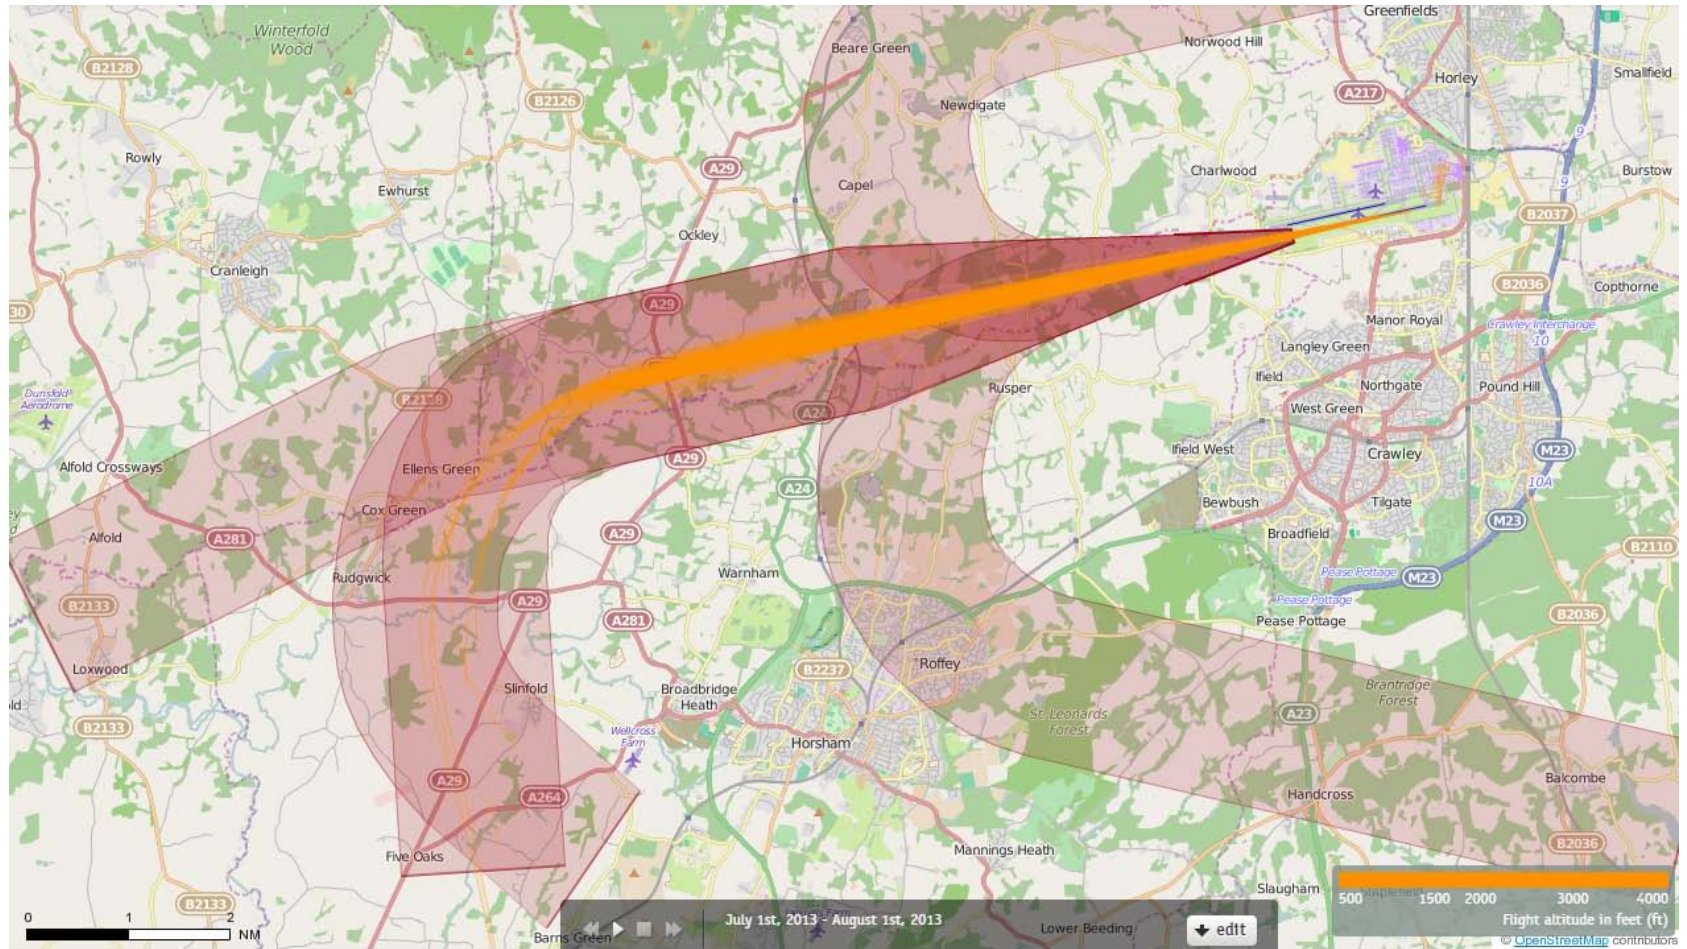 Greenfields
Winterfold
Wood
Beare Green
Norwood Hill
B2128
Smallfield
Horley
A217
B2126
Newdigate
9
Rowly
A29
Charlwood
Burstow
Ewhurst
Capel
9
B2037
Ockley
Cranleigh
B2036
Copthorne
30
A29
Manor Royal
Crawley Interchange
10
Langley Green
Ifield
Northgate
Pound Hill
Dunsfold
Aerodrome
Rusper
B2128
West Green
A24
Ifield West
M23
Crawley
Alfold Crossways
Ellens Green
A29
10A
A24
Bewbush
Tilgate
Cox Green
M23
Alfold
A281
A29
Broadfield
B2110
Warnham
Pease Pottage
M23
Rudgwick
B2133
A29
Pease Pottage
B2036
A281
Pease Pottage
Loxwood
B2237
Roffey
Slinfold
Broadbridge
Heath
Brantridge
Forest
old
St. Leonards
Forest
A23
B2133
Wellcross
Farm
Horsham
A29
A264
Balcombe
Handcross
B2036
Five Oaks
Mannings Heath
Slaugham
500 1500 2000 3000 4000
B2133
0 1 2
NM
July 1st, 2013 - August 1st, 2013
Flight altitude in feet (ft)
edit
Lower Beeding
Barns Green
© OpenStreetMap contributors